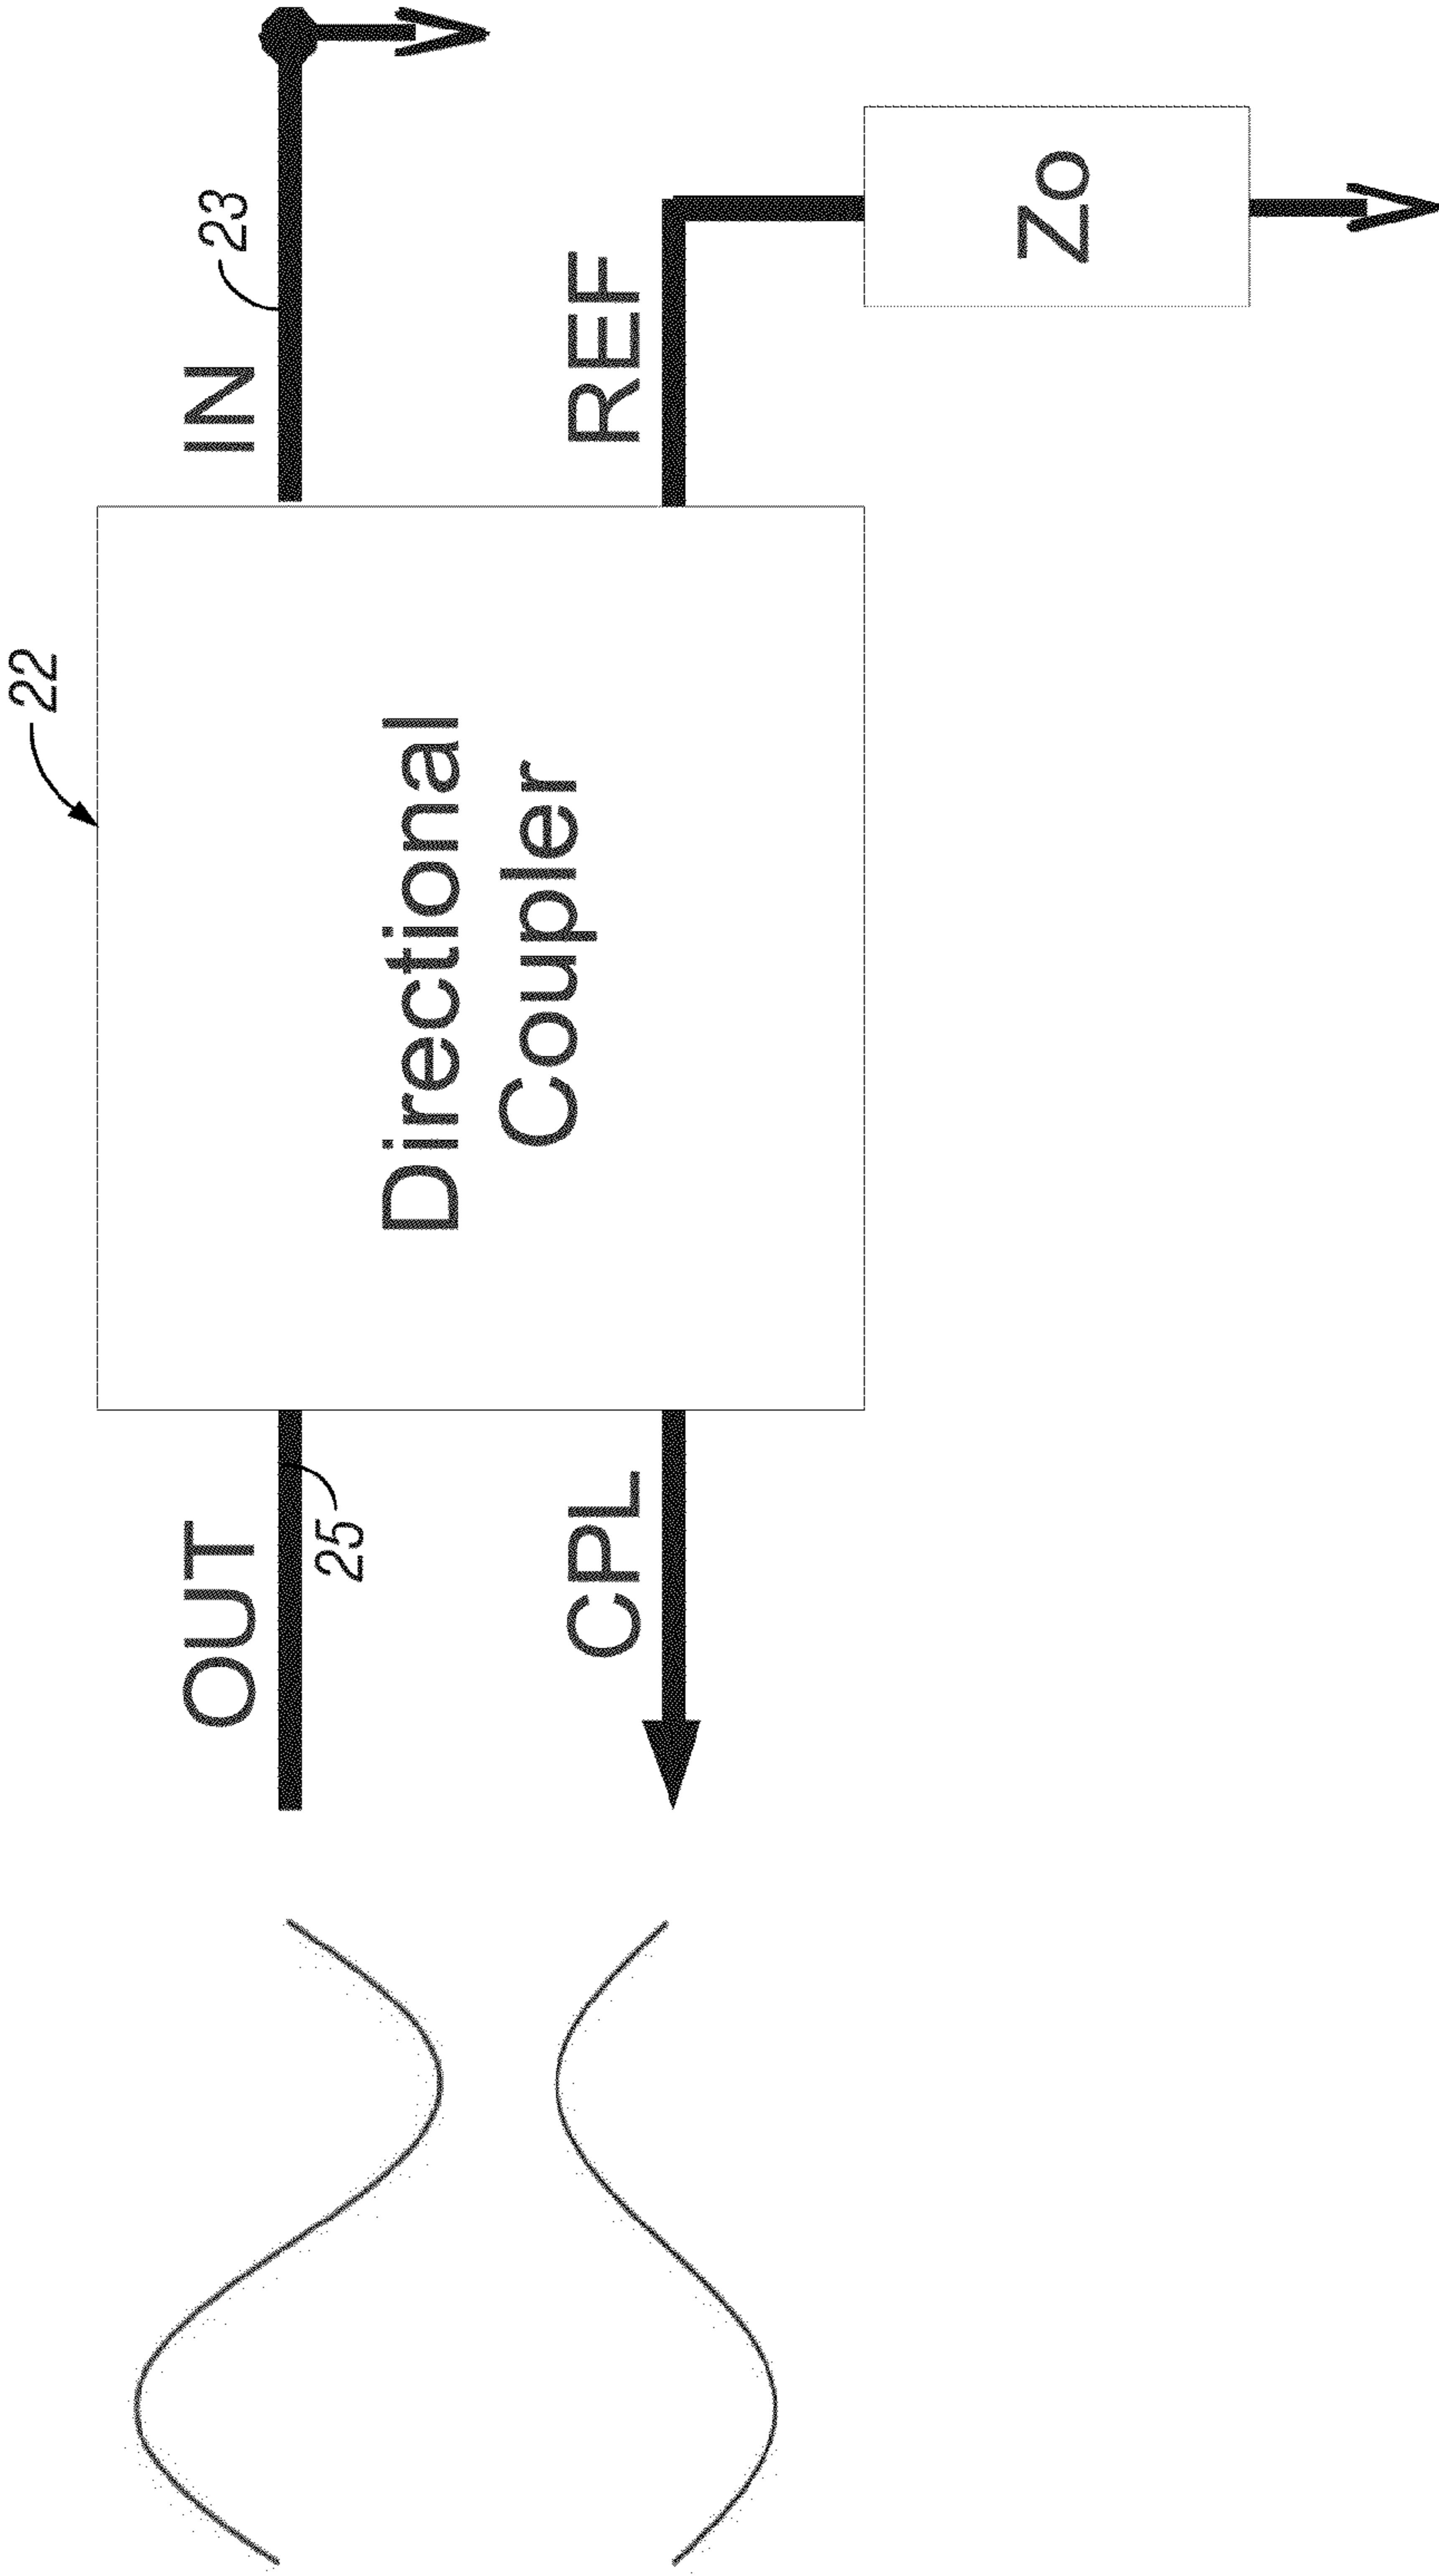 22
OUT
25
IN
23
Directional
Coupler
CPL
REF
Zo